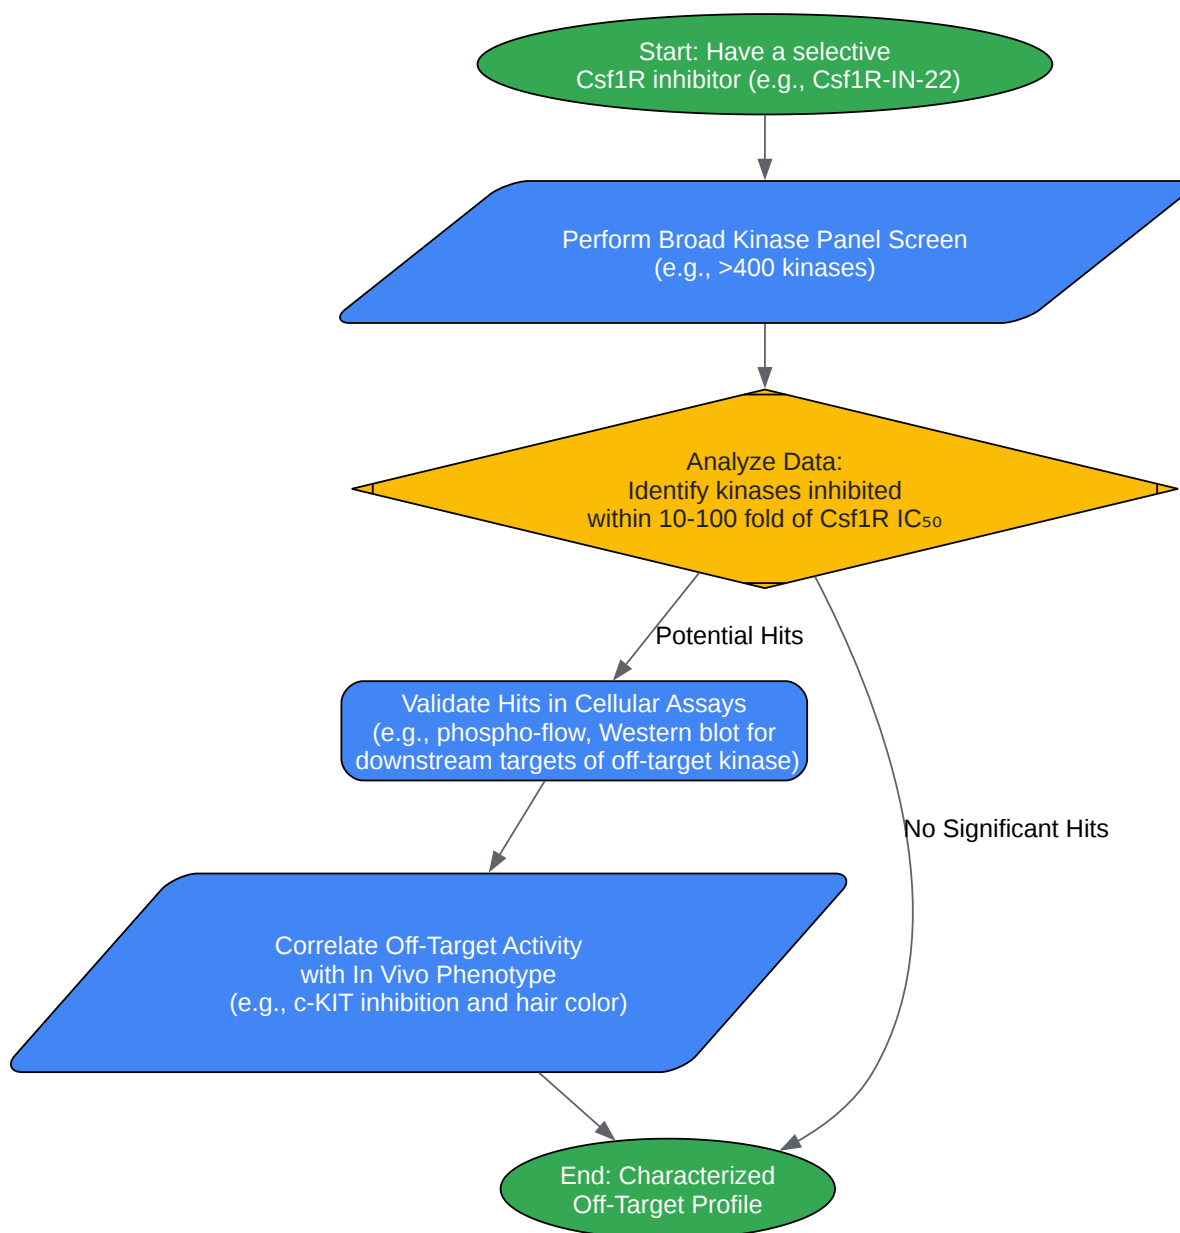 Start: Have a selective
Csf1R inhibitor (e.g., Csf1R-IN-22)
Perform Broad Kinase Panel Screen
(e.g., >400 kinases)
Analyze Data:
Identify kinases inhibited
within 10-100 fold of Csf1R IC₅₀
Potential Hits
Validate Hits in Cellular Assays
(e.g., phospho-flow, Western blot for
downstream targets of off-target kinase)
No Significant Hits
Correlate Off-Target Activity
with In Vivo Phenotype
(e.g., c-KIT inhibition and hair color)
End: Characterized
Off-Target Profile